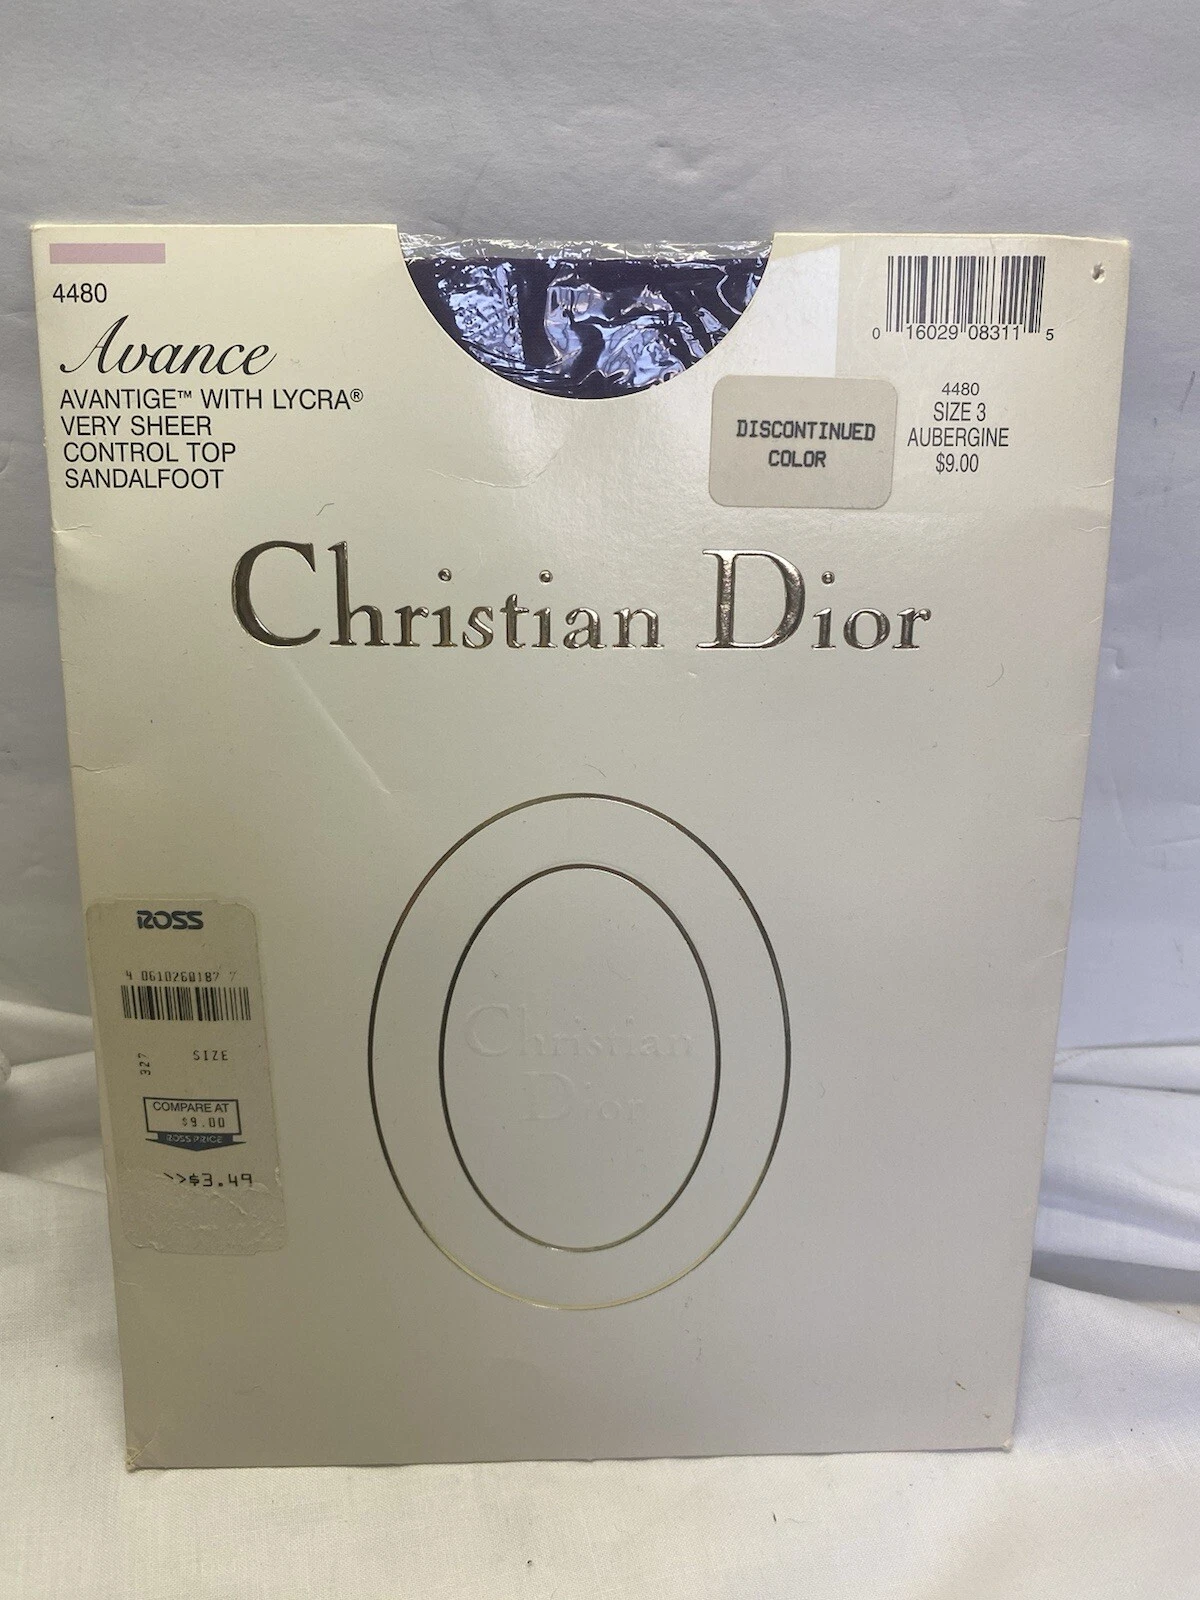 4480
Avance
AVANTIGE™ WITH LYCRA®
VERY SHEER
CONTROL TOP
SANDALFOOT
0 16029 08311 5
4480
SIZE 3
AUBERGINE
$9.00
DISCONTINUED
COLOR
Christian Dior
Christian
Dior
ROSS
4 0610260187 7
327
SIZE
COMPARE AT
$9.00
ROSS PRICE
>>$3.49